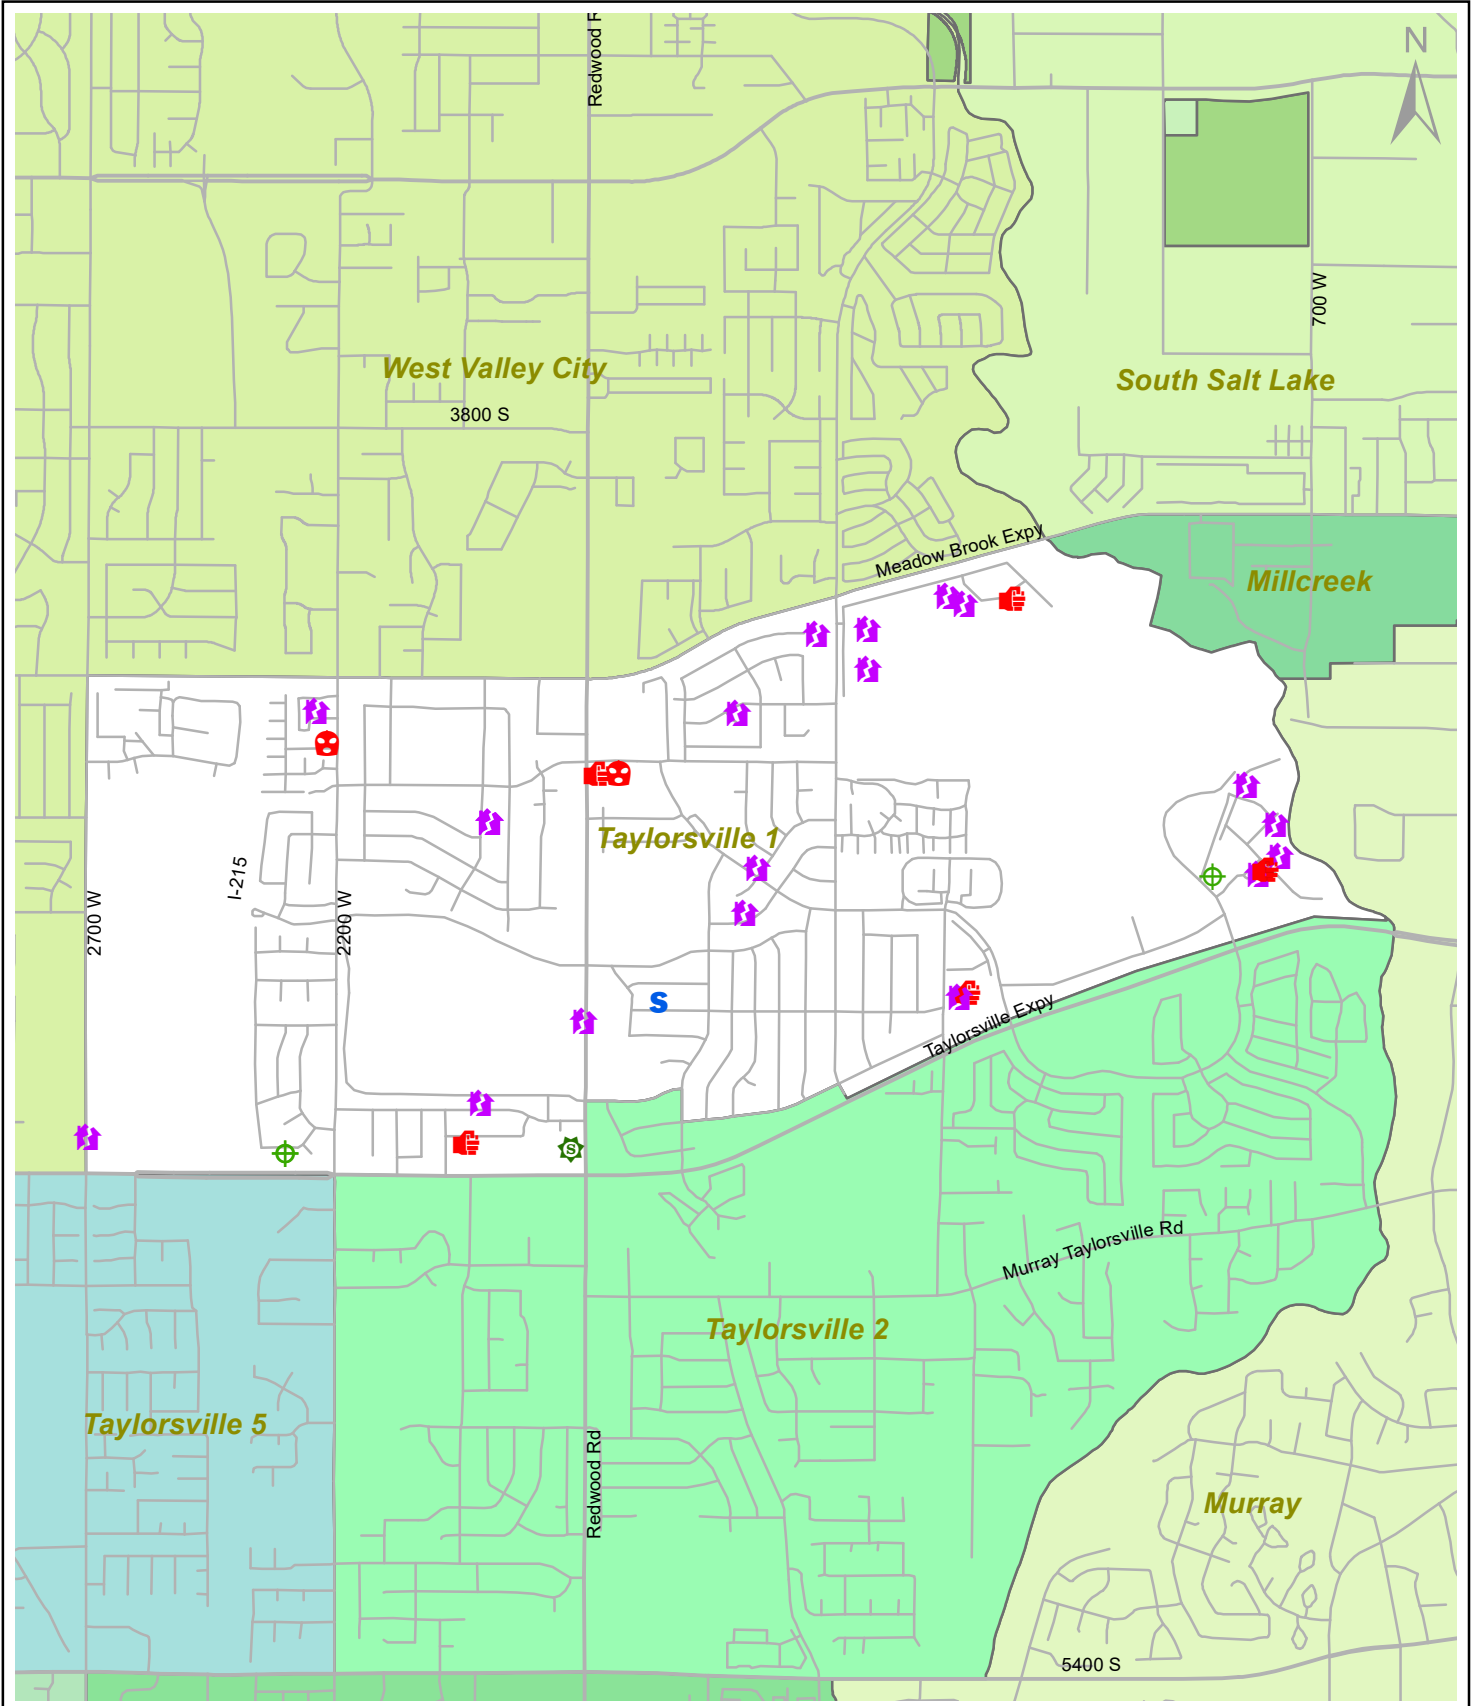 Redwood R
N
700 W
West Valley City
South Salt Lake
3800 S
Meadow Brook Expy
Millcreek
Taylorsville 1
I-215
2700 W
2200 W
S
Taylorsville Expy
S
Murray Taylorsville Rd
Taylorsville 2
Taylorsville 5
Redwood Rd
Murray
5400 S